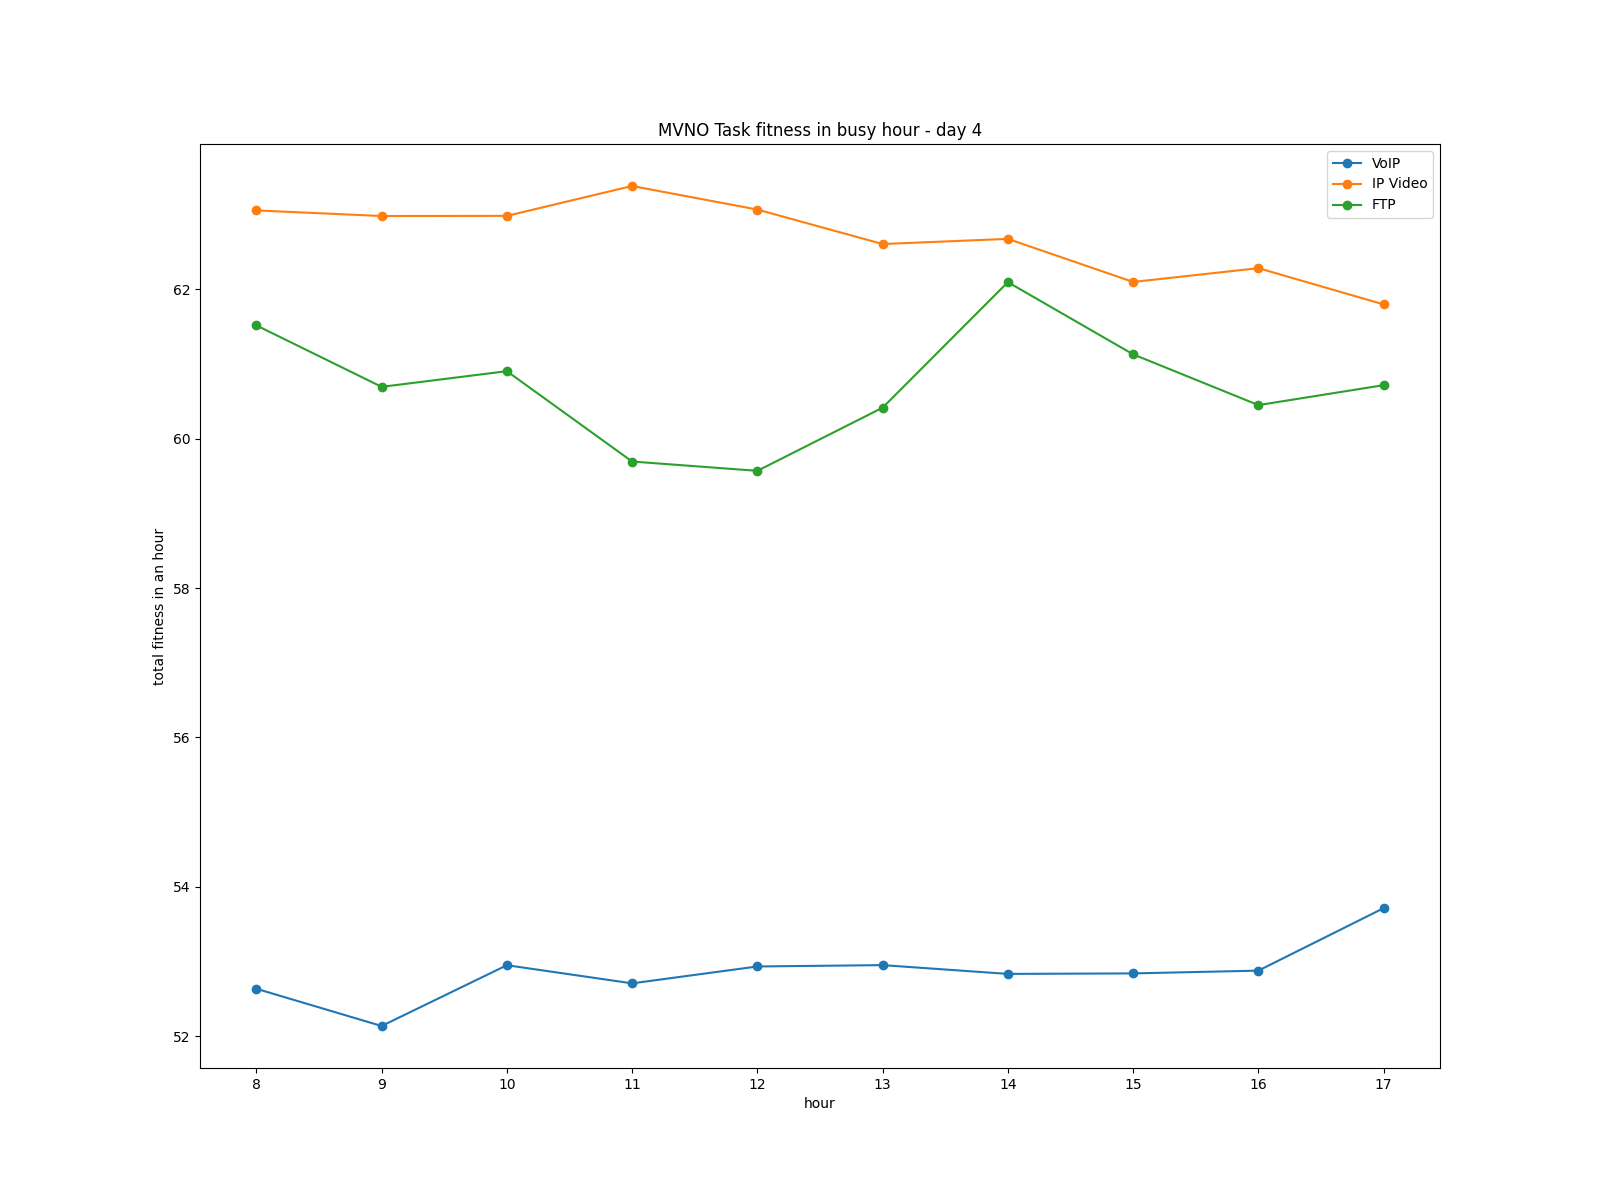 MVNO Task fitness in busy hour - day 4
VoIP
IP Video
FTP
62
60
58
56
54
52
total fitness in an hour
8 9 10 11 12 13 14 15 16 17
hour